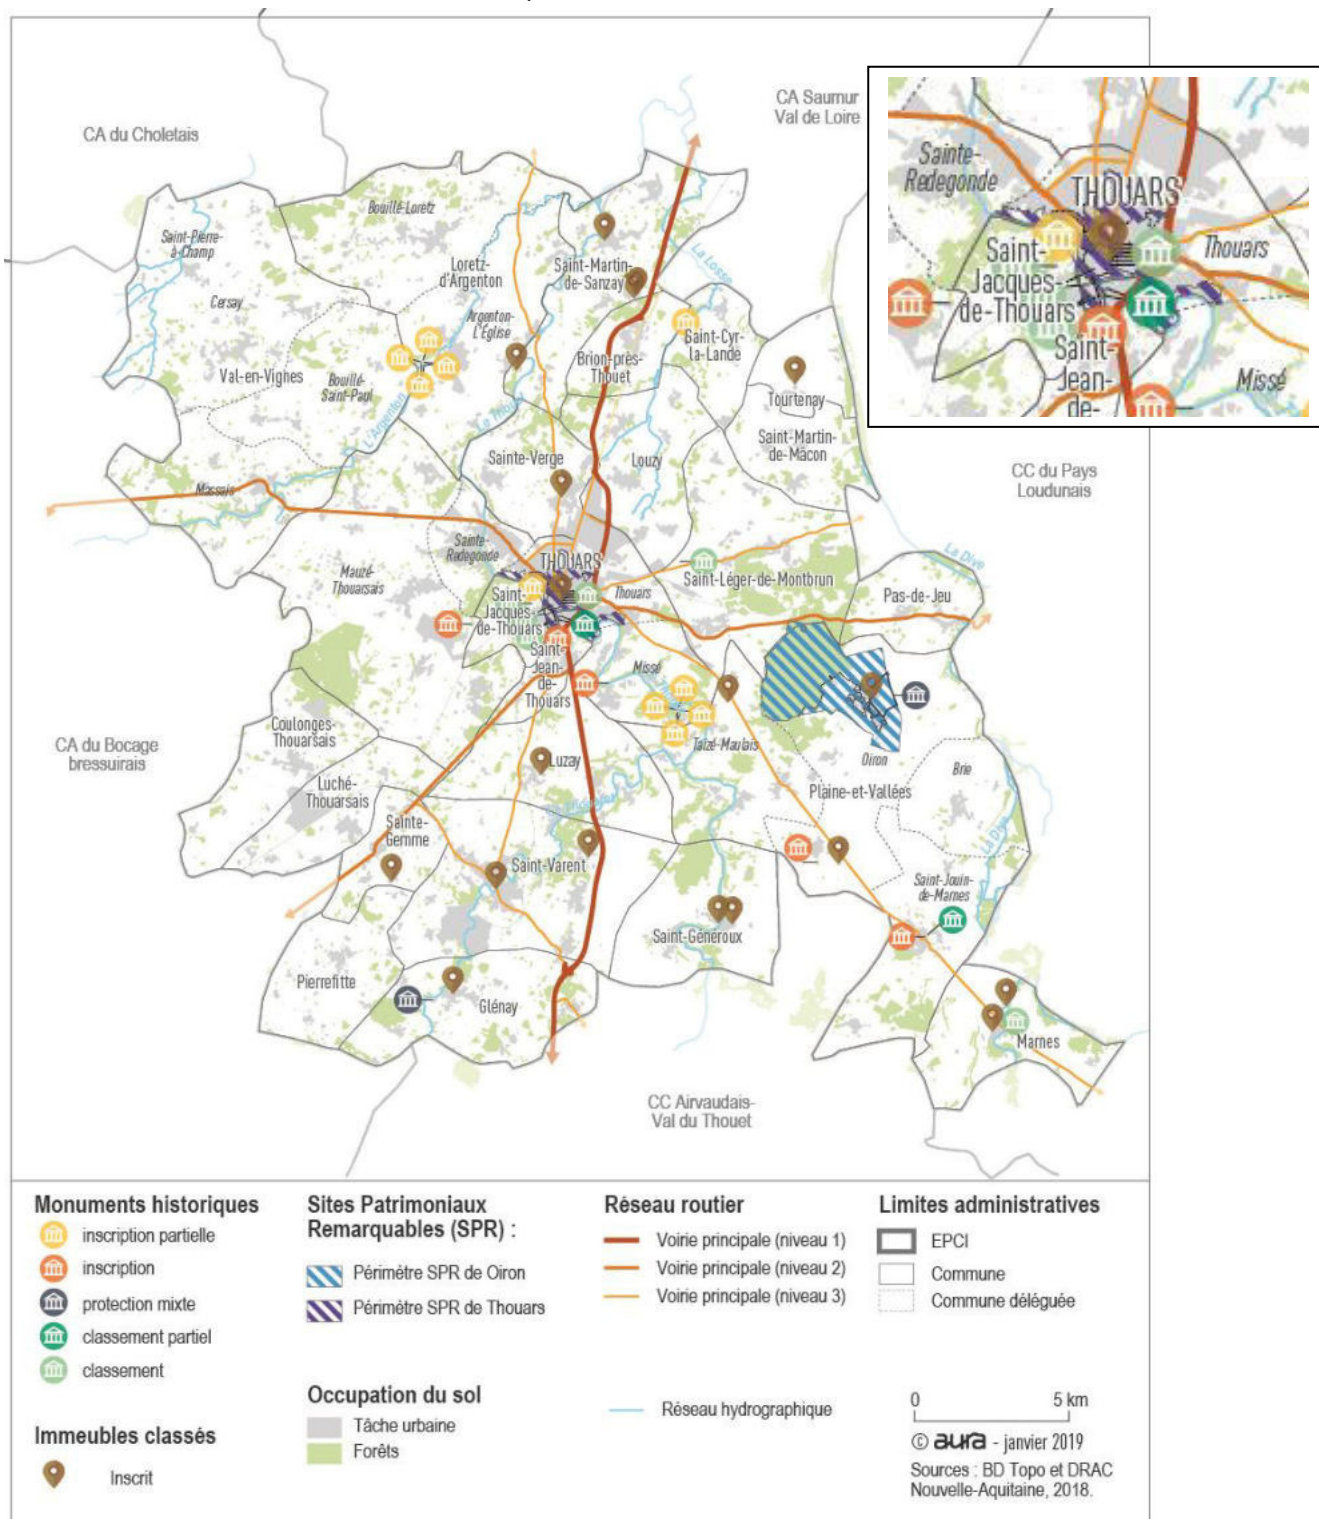 CA du Choletais
CA Saumur
Val de Loire
Sainte-
Redegonde
THOUARS
Thouars
Saint-
Jacques-
de-Thouars
Saint-
Jean-
de-
Missé
Bouillé-Loretz
Saint-Pierre-
à-Champ
Loretz-
d'Argenton
Saint-Martin-
de-Sanzay
La Losse
Cersay
Argenton-
L'Église
Saint-Cyr-
la-Lande
Brion-près-
Thouet
Val-en-Vignes
Bouillé-
Saint-Paul
Tourtenay
L'Argenton
Le Thouet
Saint-Martin-
de-Mâcon
Sainte-Verge
Louzy
CC du Pays
Loudunais
Massais
Sainte-
Redegonde
THOUARS
La Dive
Mauzé-
Thouarsais
Saint-Léger-de-Montbrun
Saint-
Jacques-
de-Thouars
Thouars
Pas-de-Jeu
Saint-
Jean-
de-
Thouars
Missé
Coulonges-
Thouarsais
CA du Bocage
bressuirais
Taizé-Maulais
Oiron
Luzay
Brie
Luché-
Thouarsais
Plaine-et-Vallées
Sainte-
Gemme
La Dive
Saint-Varent
Saint-Jouin-
de-Marnes
Saint-Généroux
Pierrefitte
Glénay
Marnes
CC Airvaudais-
Val du Thouet
Monuments historiques
inscription partielle
inscription
protection mixte
classement partiel
classement
Immeubles classés
Inscrit
Sites Patrimoniaux
Remarquables (SPR) :
Périmètre SPR de Oiron
Périmètre SPR de Thouars
Occupation du sol
Tâche urbaine
Forêts
Réseau routier
Voirie principale (niveau 1)
Voirie principale (niveau 2)
Voirie principale (niveau 3)
Réseau hydrographique
Limites administratives
EPCI
Commune
Commune déléguée
0 5 km
© aura - janvier 2019
Sources : BD Topo et DRAC
Nouvelle-Aquitaine, 2018.